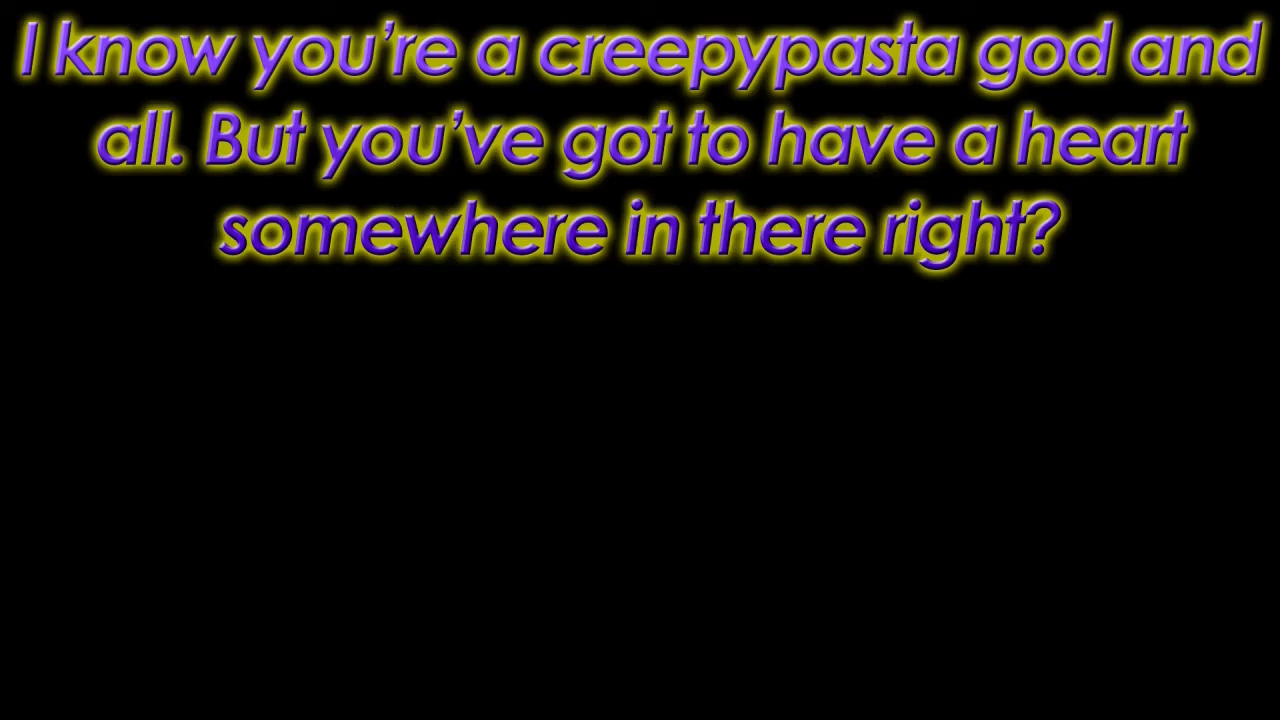 I know you’re a creepypasta god and
all. But you’ve got to have a heart
somewhere in there right?